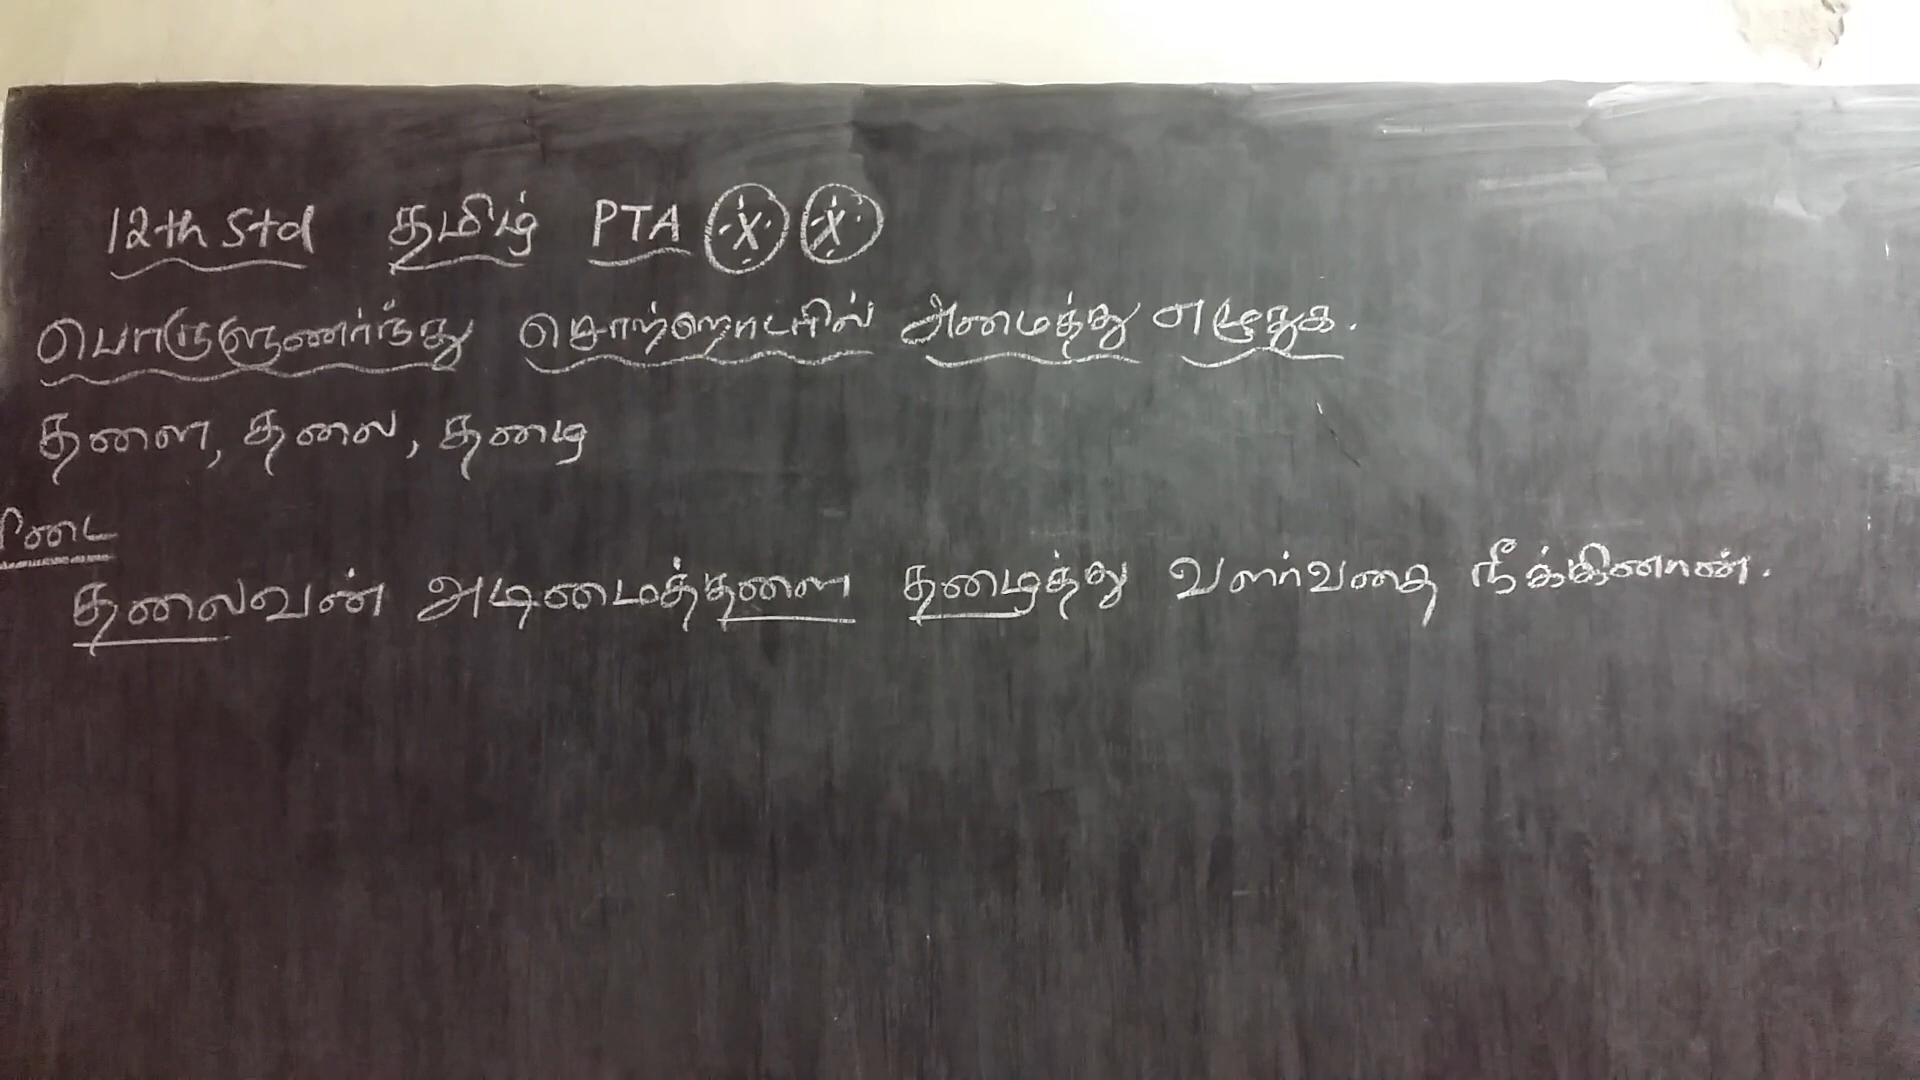 12th Std தமிழ் PTA
பொருளுணர்ந்து சொற்றொடரில் அமைத்து எழுதுக.
தளை, தலை, தழை
விடை
தலைவன் அடிமைத்தளை தழைத்து வளர்வதை நீக்கினான்.